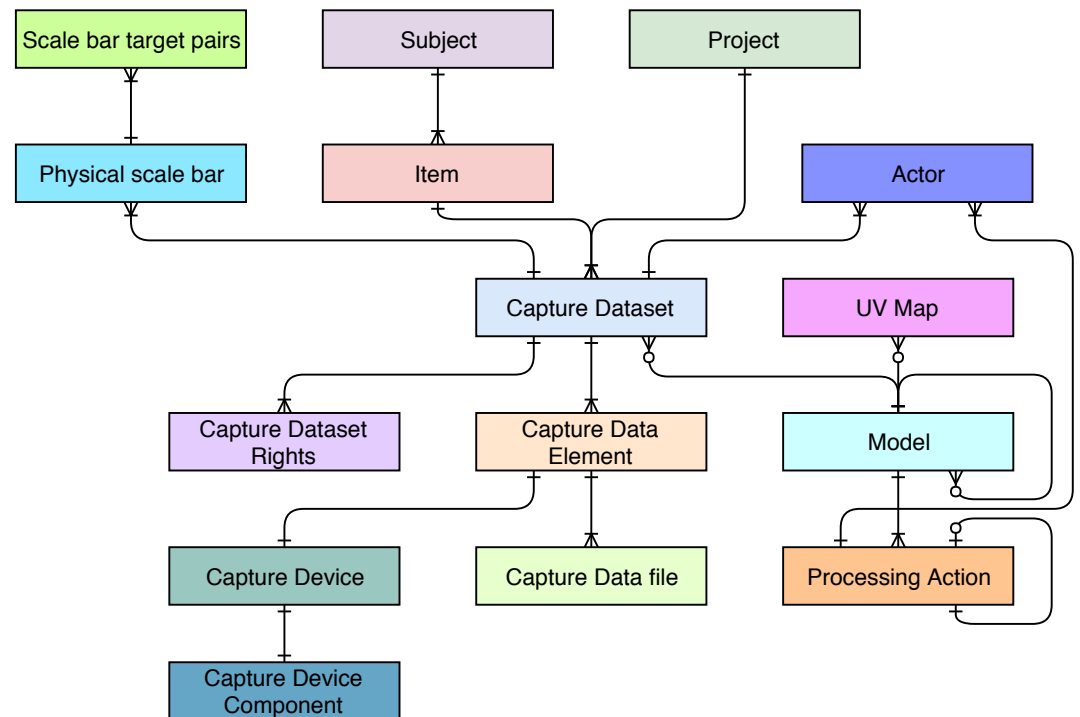 Scale bar target pairs
Subject
Project
Physical scale bar
Item
Actor
Capture Dataset
UV Map
Capture Dataset
Rights
Capture Data
Element
Model
Capture Device
Capture Data file
Processing Action
Capture Device
Component